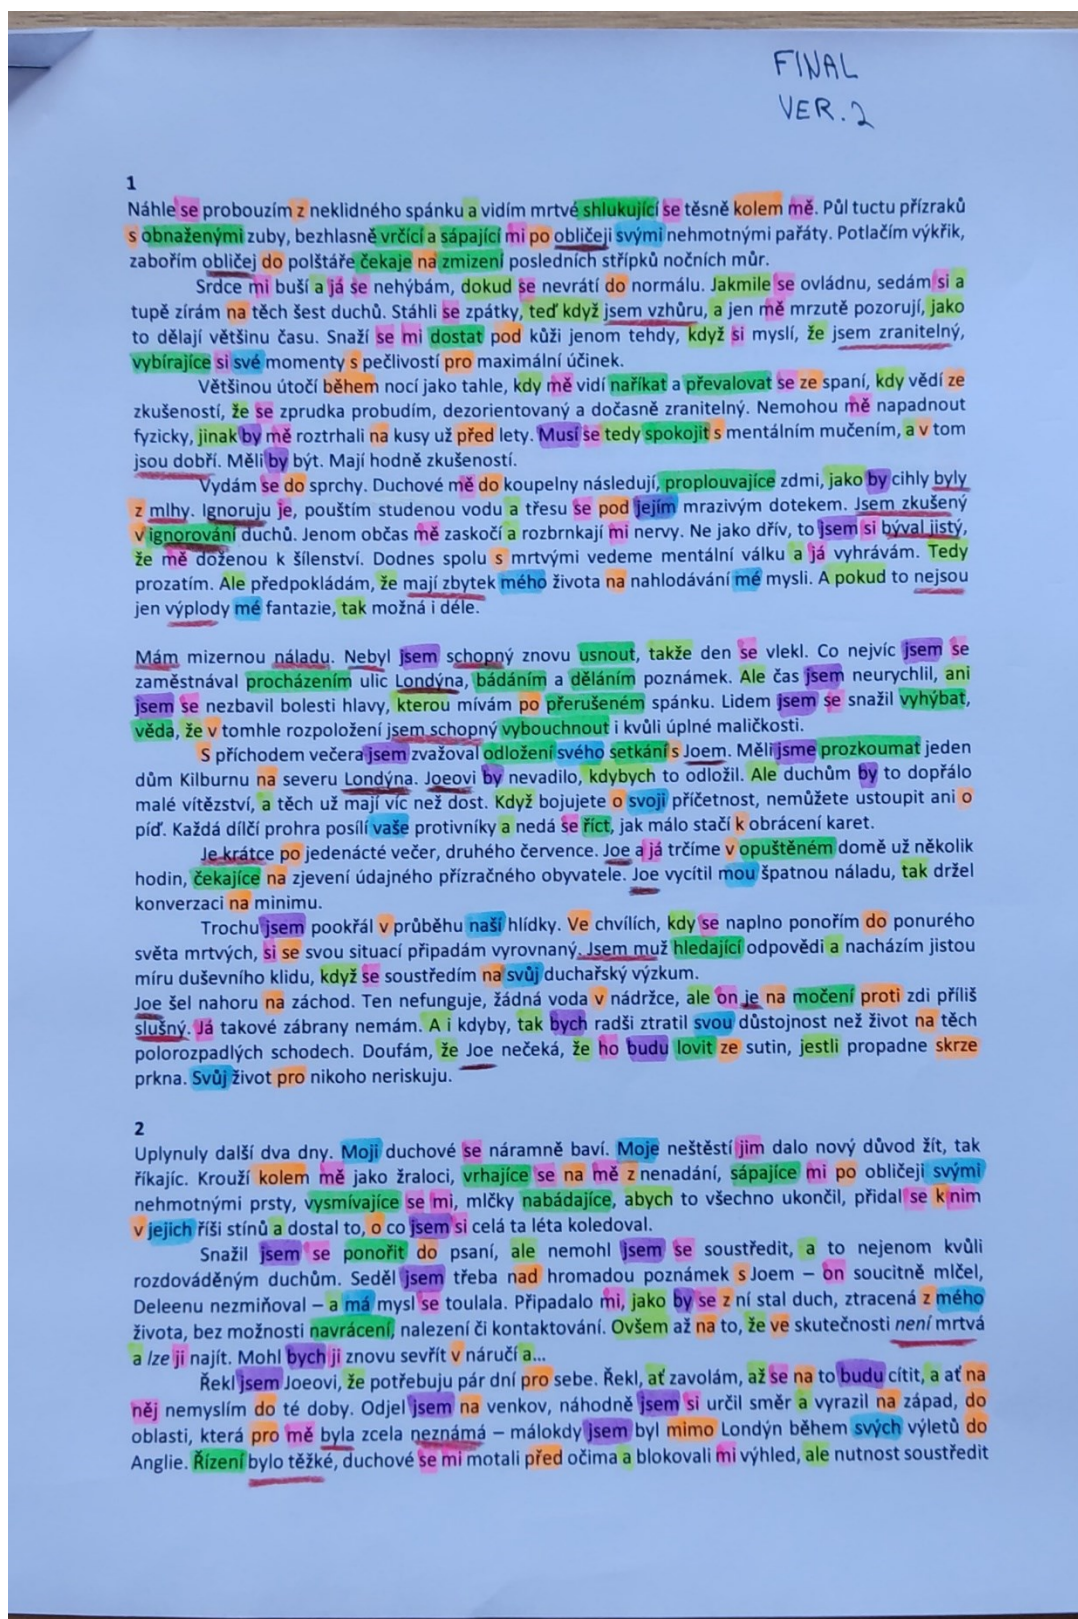 FINAL
VER. 2
1
Náhle se probouzím z neklidného spánku a vidím mrtvé shlukující se těsně kolem mě. Půl tuctu přízraků
s obnaženými zuby, bezhlasně vrčící a sápající mi po obličeji svými nehmotnými pařáty. Potlačím výkřik,
zabořím obličej do polštáře čekaje na zmizení posledních střípků nočních můr.
Srdce mi buší a já se nehýbám, dokud se nevrátí do normálu. Jakmile se ovládnu, sedám si a
tupě zírám na těch šest duchů. Stáhli se zpátky, teď když jsem vzhůru, a jen mě mrzutě pozorují, jako
to dělají většinu času. Snaží se mi dostat pod kůži jenom tehdy, když si myslí, že jsem zranitelný,
vybírajíce si své momenty s pečlivostí pro maximální účinek.
Většinou útočí během nocí jako tahle, kdy mě vidí naříkat a převalovat se ze spaní, kdy vědí ze
zkušeností, že se zprudka probudím, dezorientovaný a dočasně zranitelný. Nemohou mě napadnout
fyzicky, jinak by mě roztrhali na kusy už před lety. Musí se tedy spokojit s mentálním mučením, a v tom
jsou dobří. Měli by být. Mají hodně zkušeností.
Vydám se do sprchy. Duchové mě do koupelny následují, proplouvajíce zdmi, jako by cihly byly
z mlhy. Ignoruju je, pouštím studenou vodu a třesu se pod jejím mrazivým dotekem. Jsem zkušený
v ignorování duchů. Jenom občas mě zaskočí a rozbrnkají mi nervy. Ne jako dřív, to jsem si býval jistý,
že mě doženou k šílenství. Dodnes spolu s mrtvými vedeme mentální válku a já vyhrávám. Tedy
prozatím. Ale předpokládám, že mají zbytek mého života na nahlodávání mé mysli. A pokud to nejsou
jen výplody mé fantazie, tak možná i déle.
Mám mizernou náladu. Nebyl jsem schopný znovu usnout, takže den se vlekl. Co nejvíc jsem se
zaměstnával procházením ulic Londýna, bádáním a děláním poznámek. Ale čas jsem neurychlil, ani
jsem se nezbavil bolesti hlavy, kterou mívám po přerušeném spánku. Lidem jsem se snažil vyhýbat,
věda, že v tomhle rozpoložení jsem schopný vybouchnout i kvůli úplné maličkosti.
S příchodem večera jsem zvažoval odložení svého setkání s Joem. Měli jsme prozkoumat jeden
dům Kilburnu na severu Londýna. Joeovi by nevadilo, kdybych to odložil. Ale duchům by to dopřálo
malé vítězství, a těch už mají víc než dost. Když bojujete o svoji příčetnost, nemůžete ustoupit ani o
píď. Každá dílčí prohra posílí vaše protivníky a nedá se říct, jak málo stačí k obrácení karet.
Je krátce po jedenácté večer, druhého července. Joe a já trčíme v opuštěném domě už několik
hodin, čekajíce na zjevení údajného přízračného obyvatele. Joe vycítil mou špatnou náladu, tak držel
konverzaci na minimu.
Trochu jsem pookřál v průběhu naší hlídky. Ve chvílích, kdy se naplno ponořím do ponurého
světa mrtvých, si se svou situací připadám vyrovnaný. Jsem muž hledající odpovědi a nacházím jistou
míru duševního klidu, když se soustředím na svůj duchařský výzkum.
Joe šel nahoru na záchod. Ten nefunguje, žádná voda v nádržce, ale on je na močení proti zdi příliš
slušný. Já takové zábrany nemám. A i kdyby, tak bych radši ztratil svou důstojnost než život na těch
polorozpadlých schodech. Doufám, že Joe nečeká, že ho budu lovit ze sutin, jestli propadne skrze
prkna. Svůj život pro nikoho neriskuju.
2
Uplynuly další dva dny. Moji duchové se náramně baví. Moje neštěstí jim dalo nový důvod žít, tak
říkajíc. Krouží kolem mě jako žraloci, vrhajíce se na mě z nenadání, sápajíce mi po obličeji svými
nehmotnými prsty, vysmívajíce se mi, mlčky nabádajíce, abych to všechno ukončil, přidal se k nim
v jejich říši stínů a dostal to, o co jsem si celá ta léta koledoval.
Snažil jsem se ponořit do psaní, ale nemohl jsem se soustředit, a to nejenom kvůli
rozdováděným duchům. Seděl jsem třeba nad hromadou poznámek s Joem – on soucitně mlčel,
Deleenu nezmiňoval – a má mysl se toulala. Připadalo mi, jako by se z ní stal duch, ztracená z mého
života, bez možnosti navrácení, nalezení či kontaktování. Ovšem až na to, že ve skutečnosti není mrtvá
a lze ji najít. Mohl bych ji znovu sevřít v náručí a...
Řekl jsem Joeovi, že potřebuju pár dní pro sebe. Řekl, ať zavolám, až se na to budu cítit, a ať na
něj nemyslím do té doby. Odjel jsem na venkov, náhodně jsem si určil směr a vyrazil na západ, do
oblasti, která pro mě byla zcela neznámá – málokdy jsem byl mimo Londýn během svých výletů do
Anglie. Řízení bylo těžké, duchové se mi motali před očima a blokovali mi výhled, ale nutnost soustředit